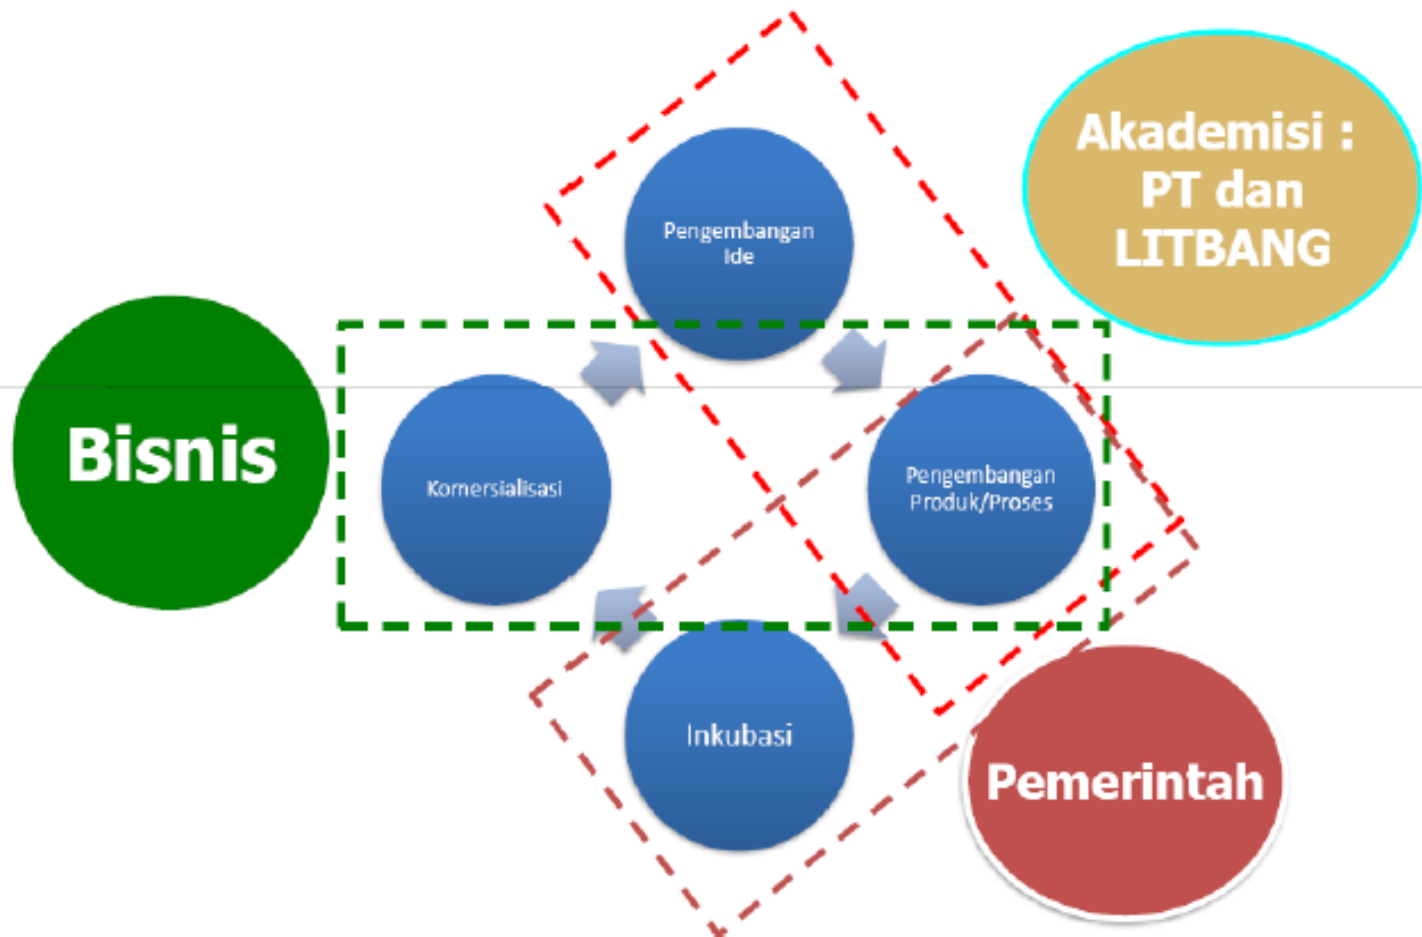 Akademisi :
PT dan
LITBANG
Pengembangan
Ide
Bisnis
Komersialisasi
Pengembangan
Produk/Proses
Inkubasi
Pemerintah